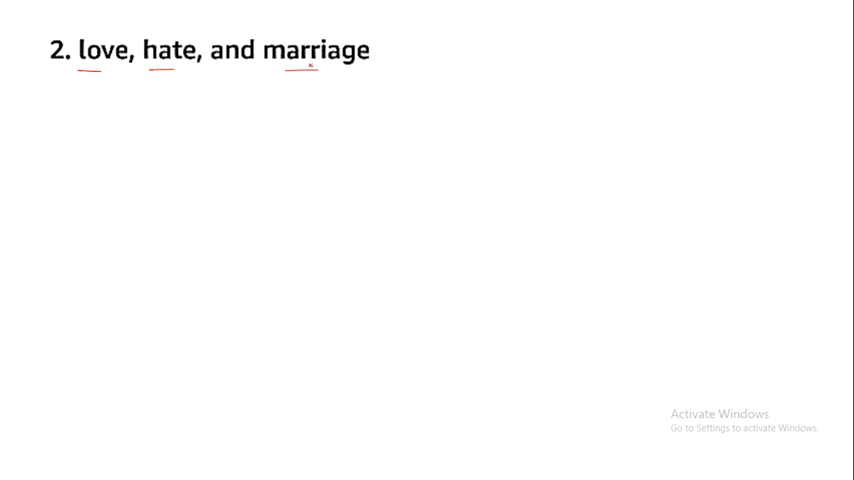 2. love, hate, and marriage
Activate Windows
Go to Settings to activate Windows.